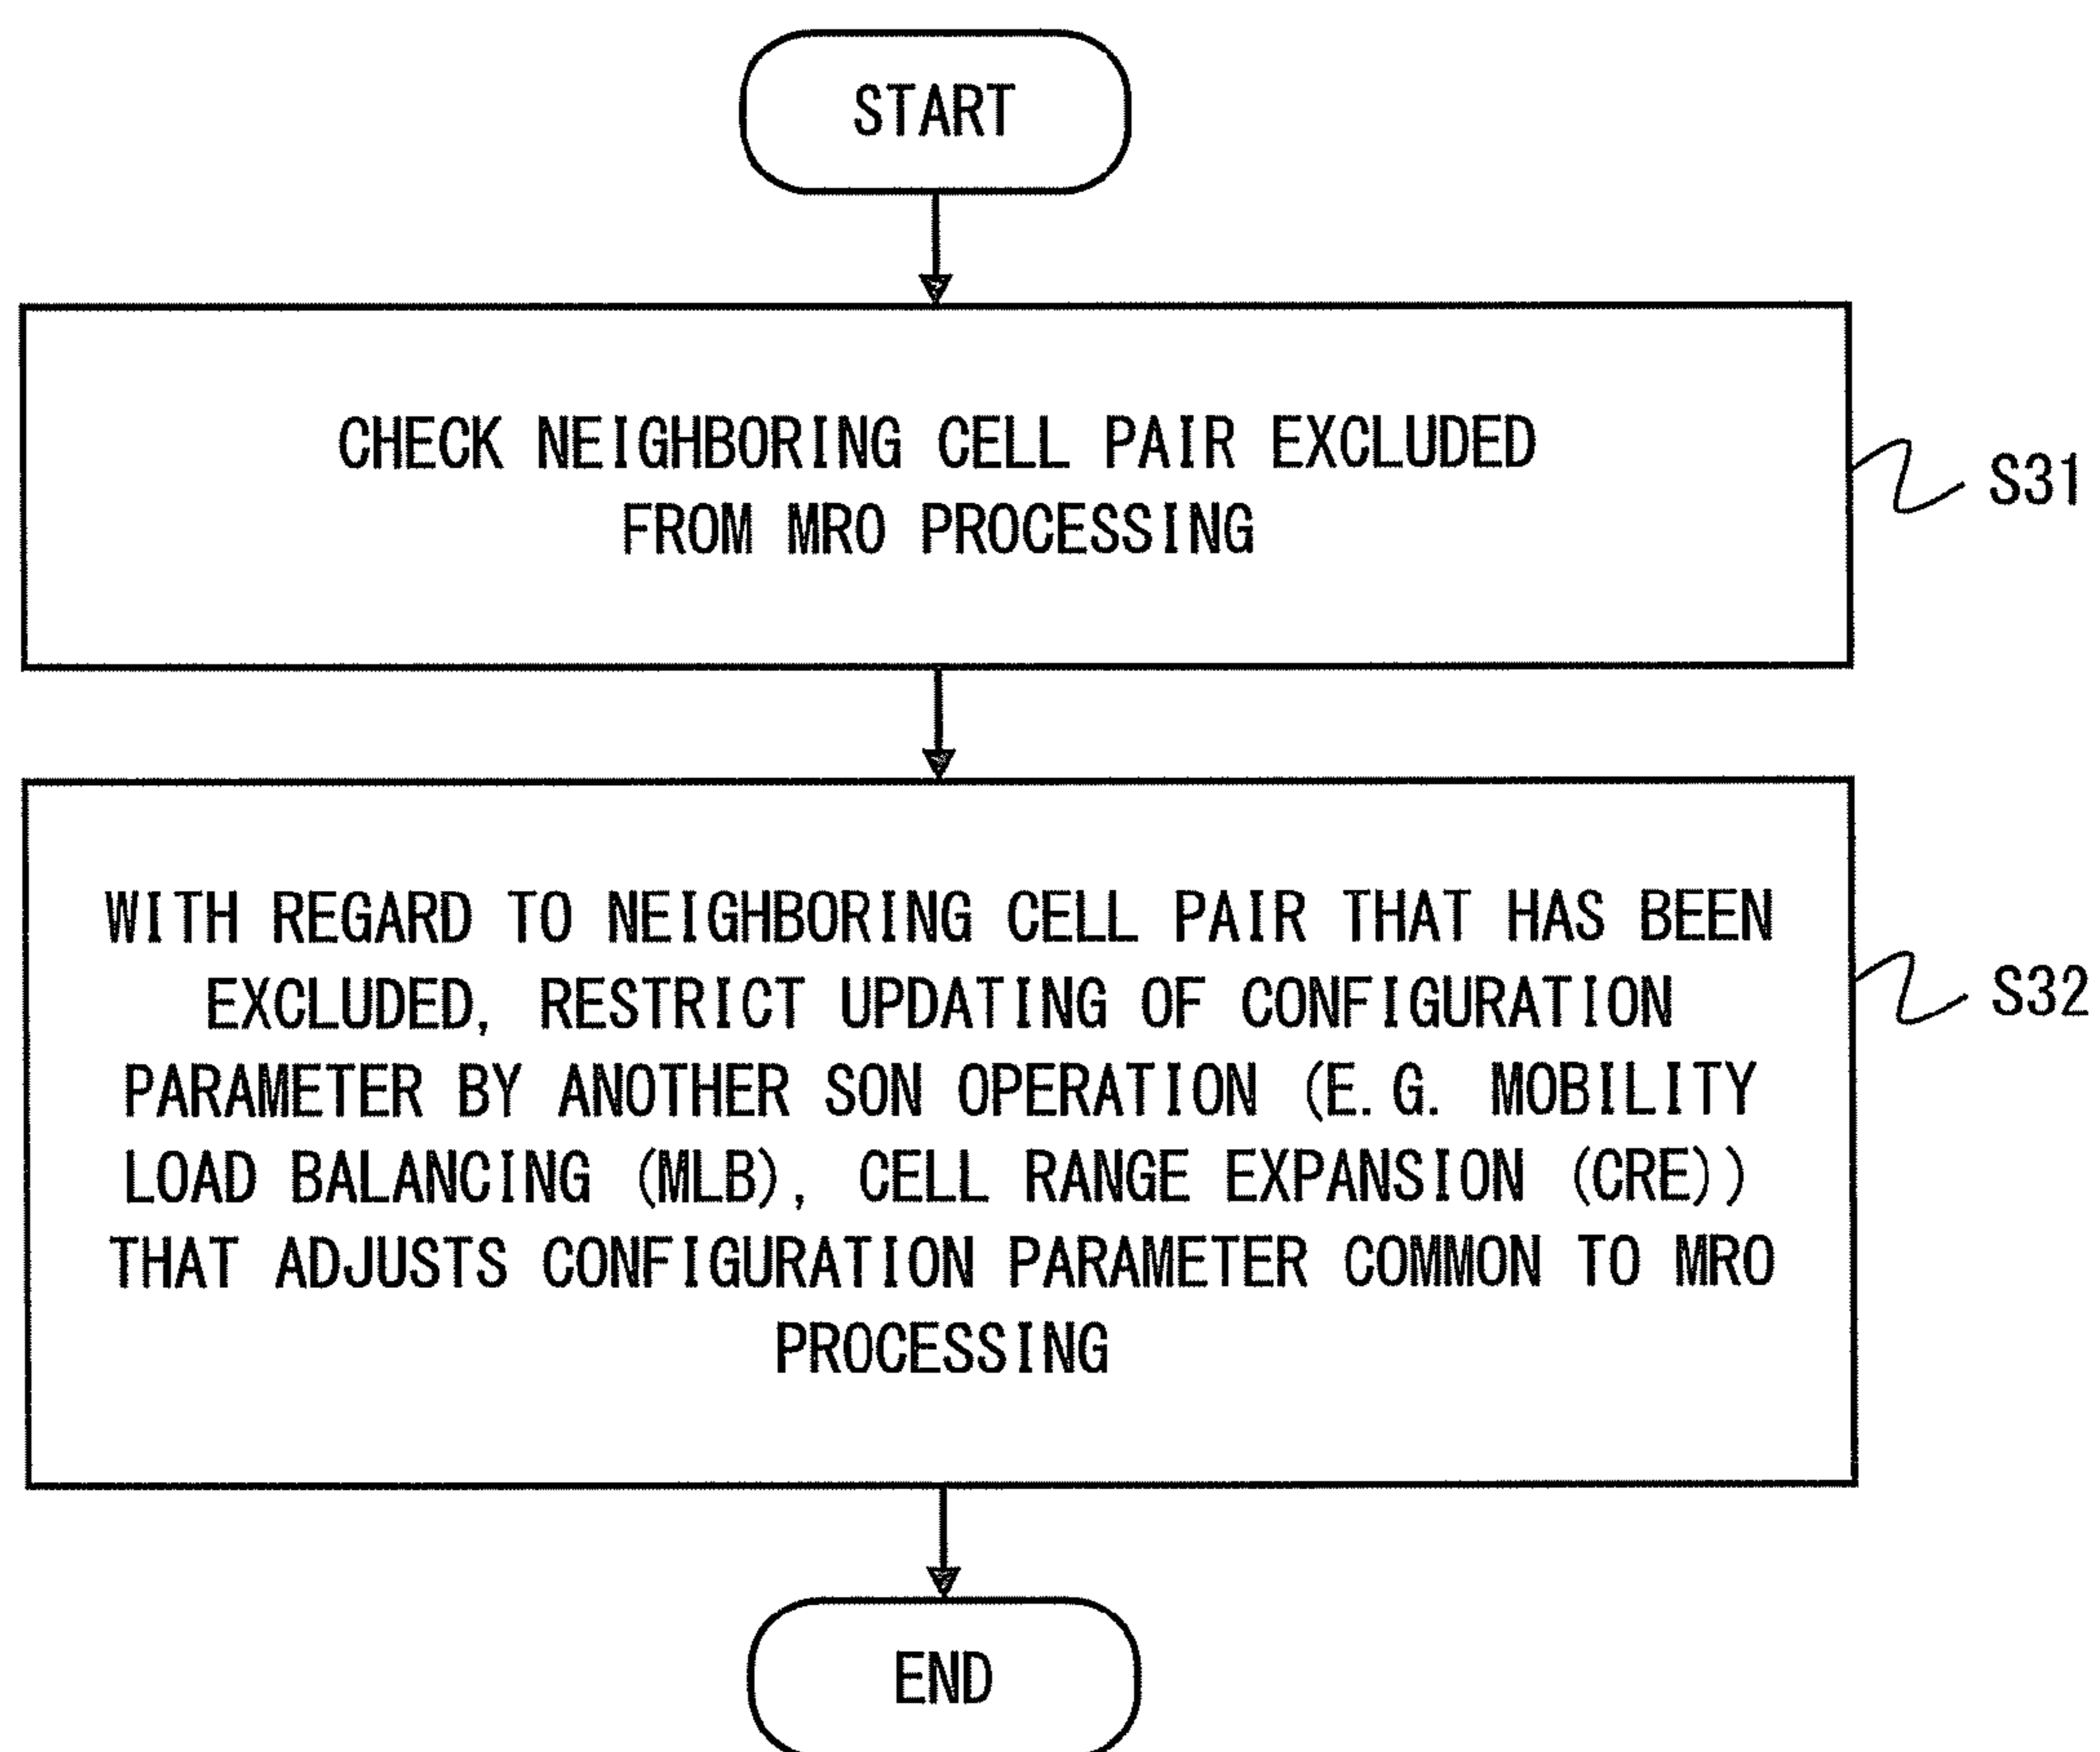 START
CHECK NEIGHBORING CELL PAIR EXCLUDED
FROM MRO PROCESSING
S31
WITH REGARD TO NEIGHBORING CELL PAIR THAT HAS BEEN
EXCLUDED, RESTRICT UPDATING OF CONFIGURATION
PARAMETER BY ANOTHER SON OPERATION (E.G. MOBILITY
LOAD BALANCING (MLB), CELL RANGE EXPANSION (CRE))
THAT ADJUSTS CONFIGURATION PARAMETER COMMON TO MRO
PROCESSING
S32
END